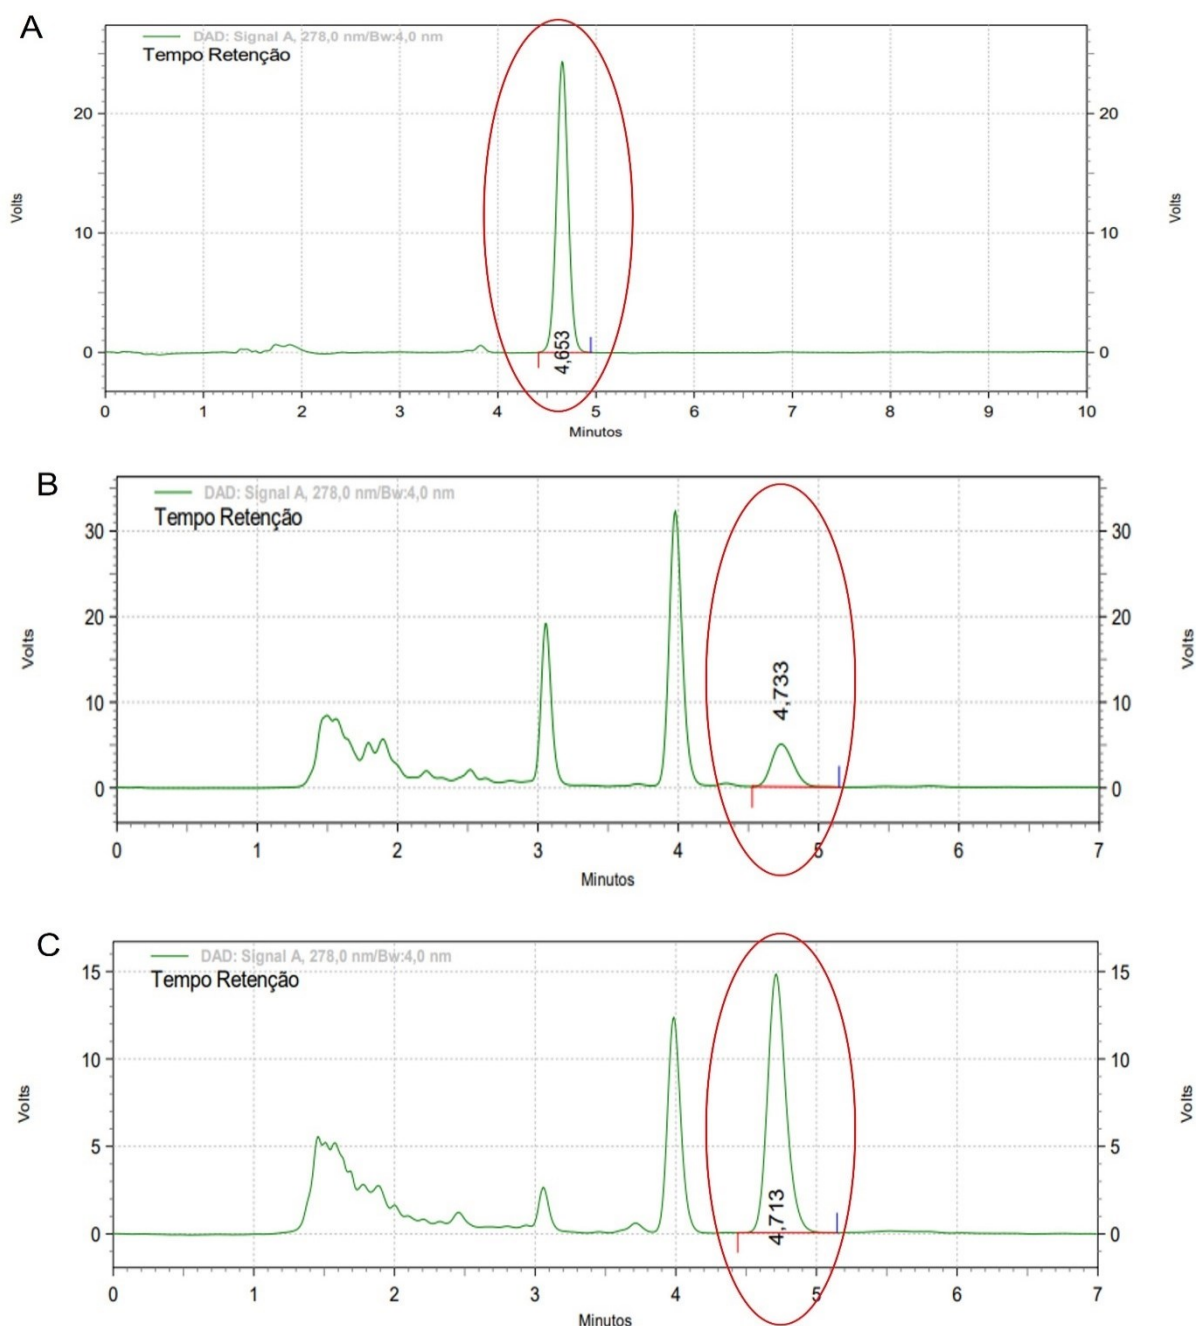 A
DAD: Signal A, 278,0 nm/Bw:4,0 nm
Tempo Retenção
20 20
10 10
0 0
Volts
Volts
4,653
0 1 2 3 4 5 6 7 8 9 10
Minutos
B
DAD: Signal A, 278,0 nm/Bw:4,0 nm
Tempo Retenção
30 30
20 20
10 10
0 0
Volts
Volts
4,733
0 1 2 3 4 5 6 7
Minutos
C
DAD: Signal A, 278,0 nm/Bw:4,0 nm
Tempo Retenção
15 15
10 10
5 5
0 0
Volts
Volts
4,713
0 1 2 3 4 5 6 7
Minutos